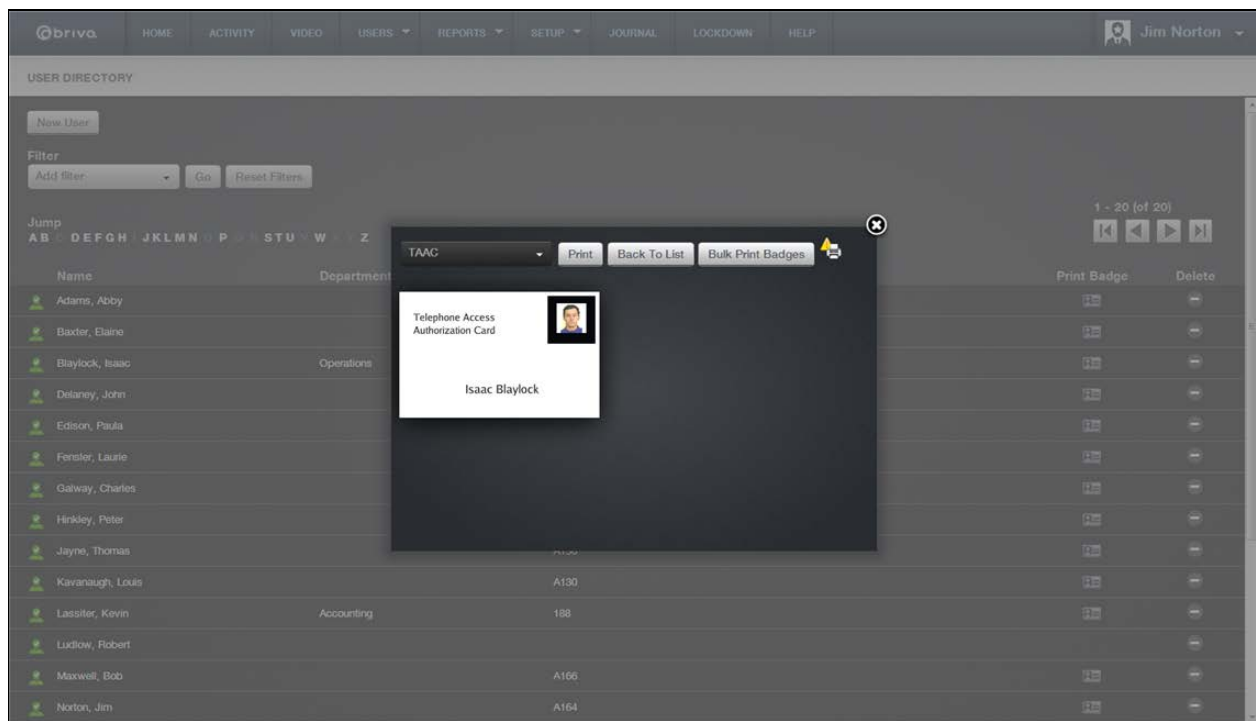 brivo. HOME ACTIVITY VIDEO USERS REPORTS SETUP JOURNAL LOCKDOWN HELP Jim Norton
USER DIRECTORY
New User
Filter
Add filter Go Reset Filters
1 - 20 (of 20)
Jump
A B C D E F G H I J K L M N O P Q R S T U V W X Y Z
TAAC Print Back To List Bulk Print Badges
Name Department Print Badge Delete
Telephone Access
Authorization Card
Isaac Blaylock
Adams, Abby
Baxter, Elaine
Blaylock, Isaac Operations
Delaney, John
Edison, Paula
Fensler, Laurie
Galway, Charles
Hinkley, Peter
Jayne, Thomas
Kavanaugh, Louis A130
Lassiter, Kevin Accounting 188
Ludlow, Robert
Maxwell, Bob A166
Norton, Jim A164